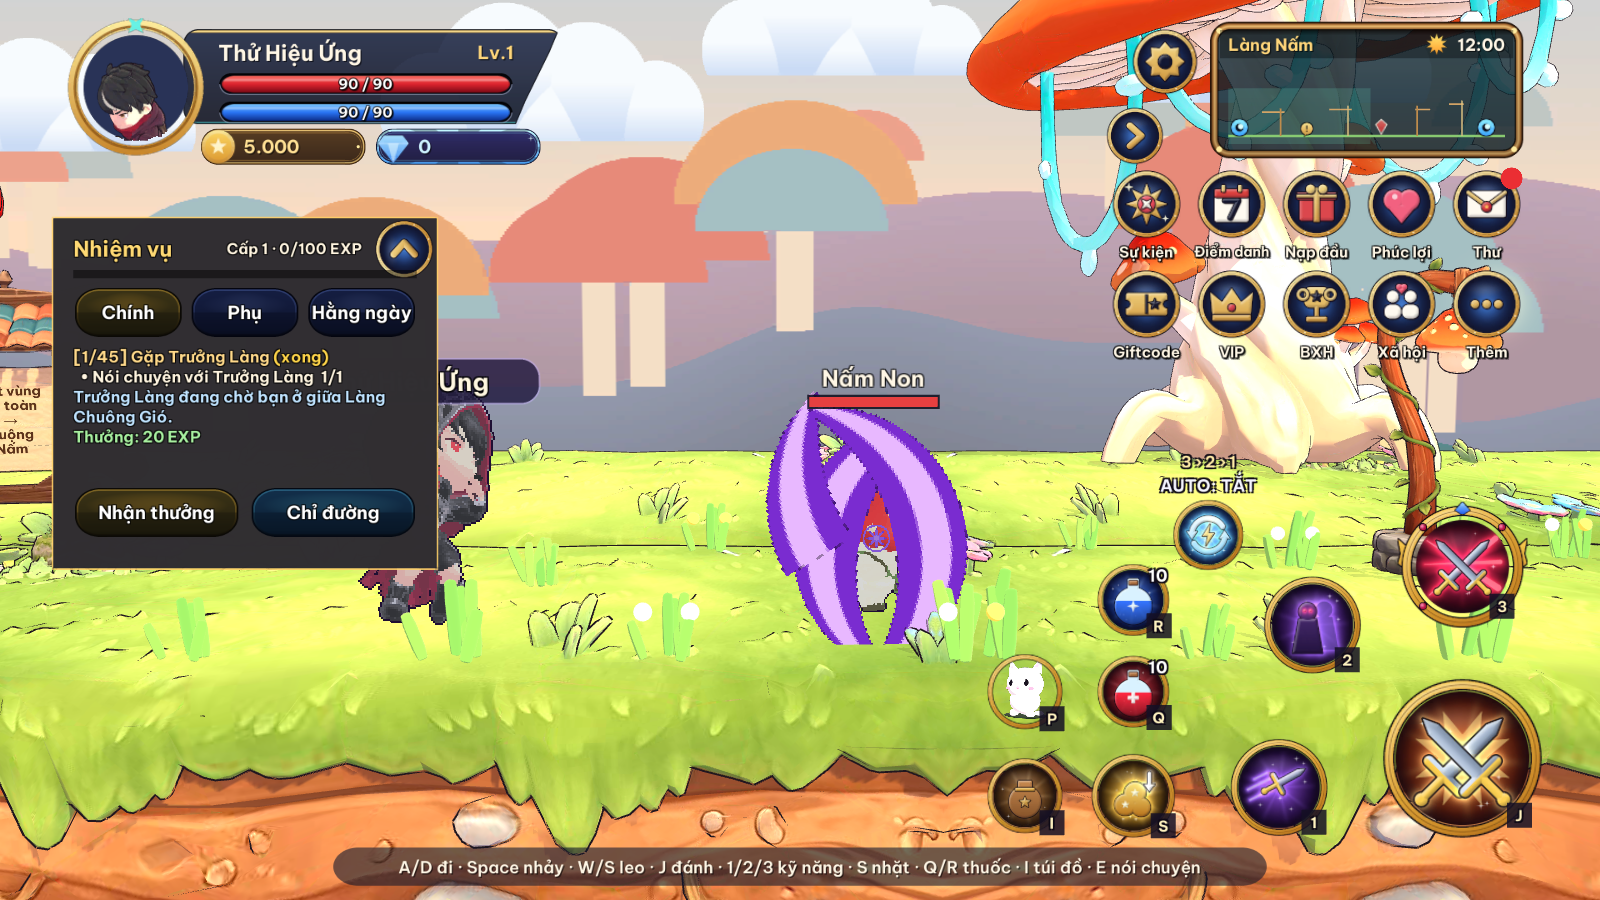 Thử Hiệu Ứng
Lv.1
90 / 90
90 / 90
5.000
0
Làng Nấm
12:00
Sự kiện
7
Điểm danh
Nạp đầu
Phúc lợi
Thư
Giftcode
VIP
BXH
Xã hội
Thêm
Nhiệm vụ
Cấp 1 · 0/100 EXP
Chính
Phụ
Hằng ngày
[1/45] Gặp Trưởng Làng (xong)
• Nói chuyện với Trưởng Làng 1/1
Trưởng Làng đang chờ bạn ở giữa Làng
Chuông Gió.
Thưởng: 20 EXP
Nhận thưởng
Chỉ đường
t vùng
toàn
→
uộng
Nấm
Ứng
Nấm Non
3>2>1
AUTO: TẮT
10
R
3
2
10
Q
P
I
S
1
J
A/D đi · Space nhảy · W/S leo · J đánh · 1/2/3 kỹ năng · S nhặt · Q/R thuốc · I túi đồ · E nói chuyện